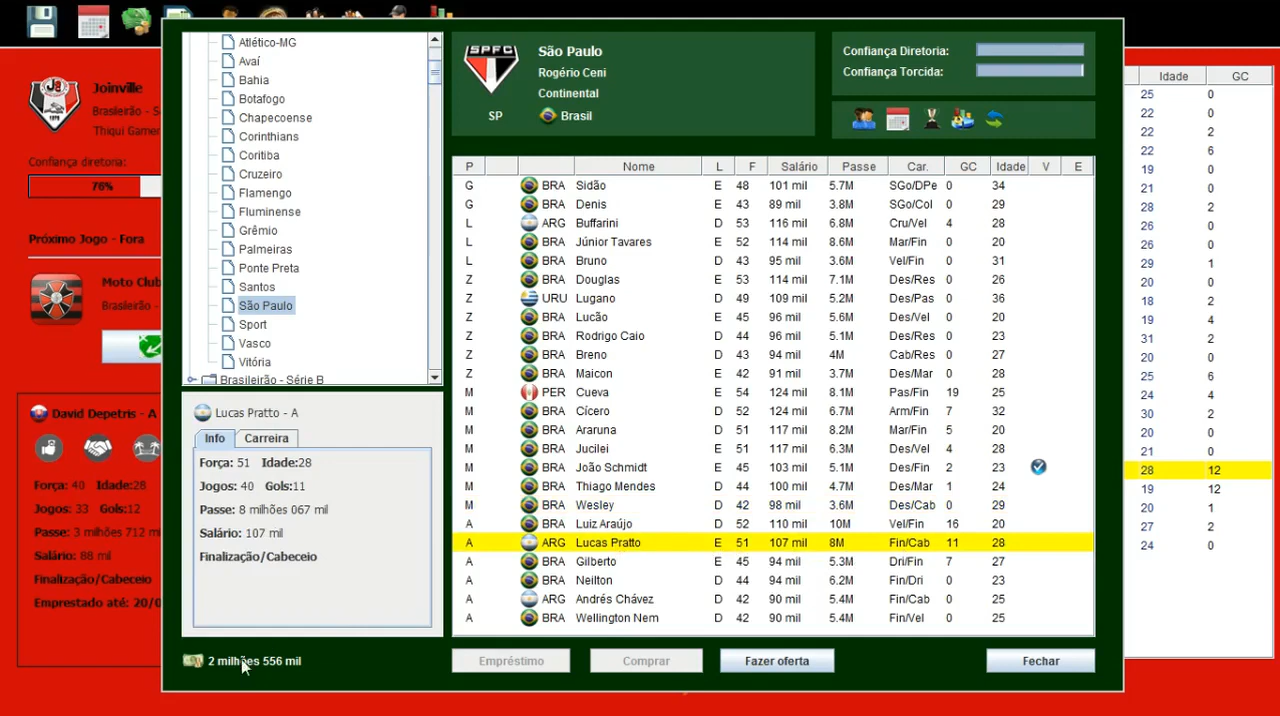 Joinville
Brasileirão - S
Thiqui Gamer
Confiança diretoria:
76%
Próximo Jogo - Fora
Moto Club
Brasileirão -
David Depetris - A
Força: 40 Idade:28
Jogos: 33 Gols:12
Passe: 3 milhões 712 m
Salário: 88 mil
Finalização/Cabeceio
Emprestado até: 20/0
Atlético-MG
Avaí
Bahia
Botafogo
Chapecoense
Corinthians
Coritiba
Cruzeiro
Flamengo
Fluminense
Grêmio
Palmeiras
Ponte Preta
Santos
São Paulo
Sport
Vasco
Vitória
Brasileirão - Série B
Lucas Pratto - A
Info Carreira
Força: 51 Idade:28
Jogos: 40 Gols:11
Passe: 8 milhões 067 mil
Salário: 107 mil
Finalização/Cabeceio
2 milhões 556 mil
SPFC
SP
São Paulo
Rogério Ceni
Continental
Brasil
Confiança Diretoria:
Confiança Torcida:
P Nome L F Salário Passe Car. GC Idade V E
G BRA Sidão E 48 101 mil 5.7M SGo/DPe 0 34
G BRA Denis E 43 89 mil 3.8M SGo/Col 0 29
L ARG Buffarini D 53 116 mil 6.8M Cru/Vel 4 28
L BRA Júnior Tavares E 52 114 mil 8.6M Mar/Fin 0 20
L BRA Bruno D 43 95 mil 3.6M Vel/Fin 0 31
Z BRA Douglas E 53 114 mil 7.1M Des/Res 0 26
Z URU Lugano D 49 109 mil 5.2M Des/Pas 0 36
Z BRA Lucão E 45 96 mil 5.6M Des/Vel 0 20
Z BRA Rodrigo Caio D 44 96 mil 5.1M Des/Res 0 23
Z BRA Breno D 43 94 mil 4M Cab/Res 0 27
Z BRA Maicon E 42 91 mil 3.7M Des/Mar 0 28
M PER Cueva E 54 124 mil 8.1M Pas/Fin 19 25
M BRA Cícero D 52 124 mil 6.7M Arm/Fin 7 32
M BRA Araruna D 51 117 mil 8.2M Mar/Fin 5 20
M BRA Jucilei D 51 117 mil 6.3M Des/Vel 4 28
M BRA João Schmidt E 45 103 mil 5.1M Des/Fin 2 23
M BRA Thiago Mendes D 44 100 mil 4.7M Des/Mar 1 24
M BRA Wesley D 42 98 mil 3.6M Des/Cab 0 29
A BRA Luiz Araújo D 52 110 mil 10M Vel/Fin 16 20
A ARG Lucas Pratto E 51 107 mil 8M Fin/Cab 11 28
A BRA Gilberto E 45 94 mil 5.3M Dri/Fin 7 27
A BRA Neilton D 44 94 mil 6.2M Fin/Dri 0 23
A ARG Andrés Chávez D 42 90 mil 5.4M Fin/Cab 0 25
A BRA Wellington Nem D 42 90 mil 5.4M Fin/Vel 0 25
Empréstimo Comprar Fazer oferta Fechar
Idade GC
25 0
22 0
22 2
22 6
19 0
21 0
28 2
26 0
26 0
29 1
20 0
18 2
19 4
31 2
20 0
25 6
24 4
30 2
20 0
21 0
28 12
19 12
20 1
27 2
24 0